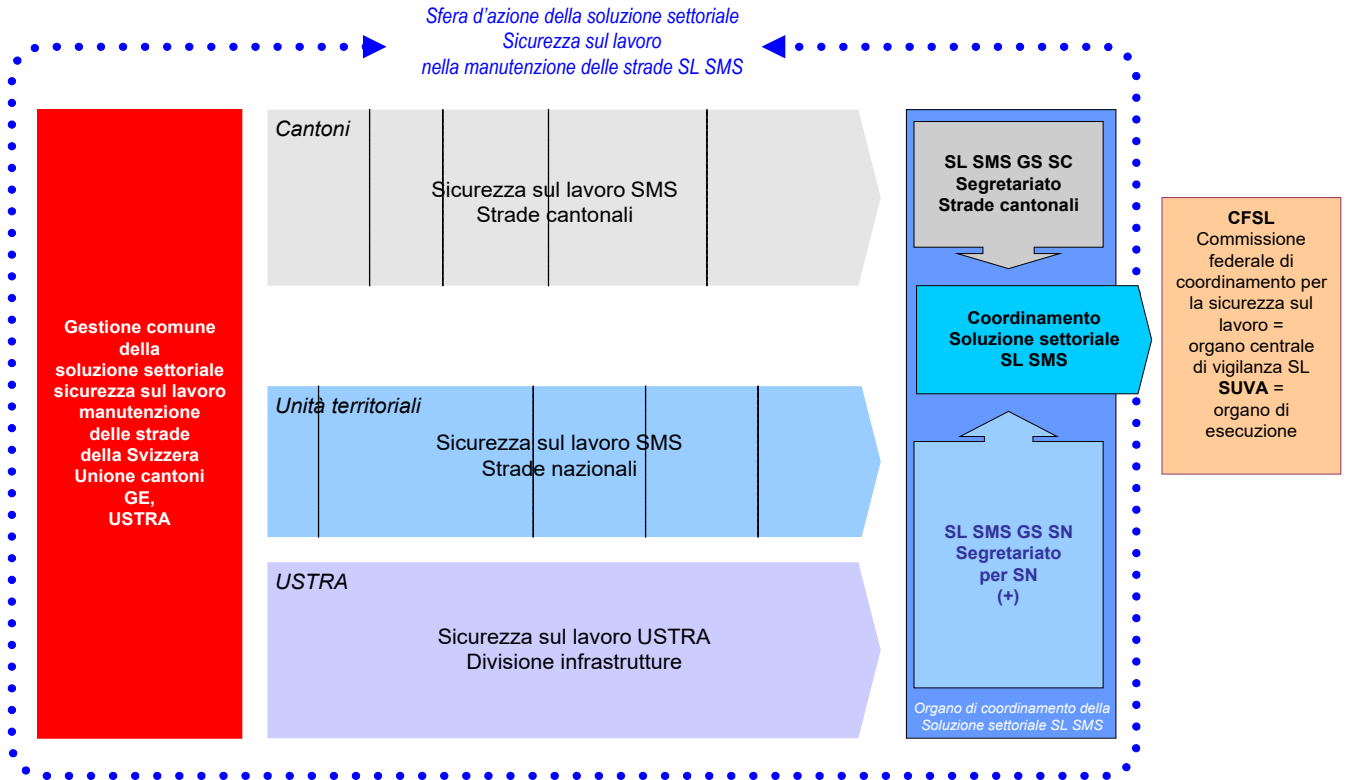 Sfera d'azione della soluzione settoriale
Sicurezza sul lavoro
nella manutenzione delle strade SL SMS
Gestione comune
della
soluzione settoriale
sicurezza sul lavoro
manutenzione
delle strade
della Svizzera
Unione cantoni
GE,
USTRA
Cantoni
Sicurezza sul lavoro SMS
Strade cantonali
Unità territoriali
Sicurezza sul lavoro SMS
Strade nazionali
USTRA
Sicurezza sul lavoro USTRA
Divisione infrastrutture
SL SMS GS SC
Segretariato
Strade cantonali
Coordinamento
Soluzione settoriale
SL SMS
SL SMS GS SN
Segretariato
per SN
(+)
Organo di coordinamento della
Soluzione settoriale SL SMS
CFSL
Commissione
federale di
coordinamento per
la sicurezza sul
lavoro =
organo centrale
di vigilanza SL
SUVA =
organo di
esecuzione